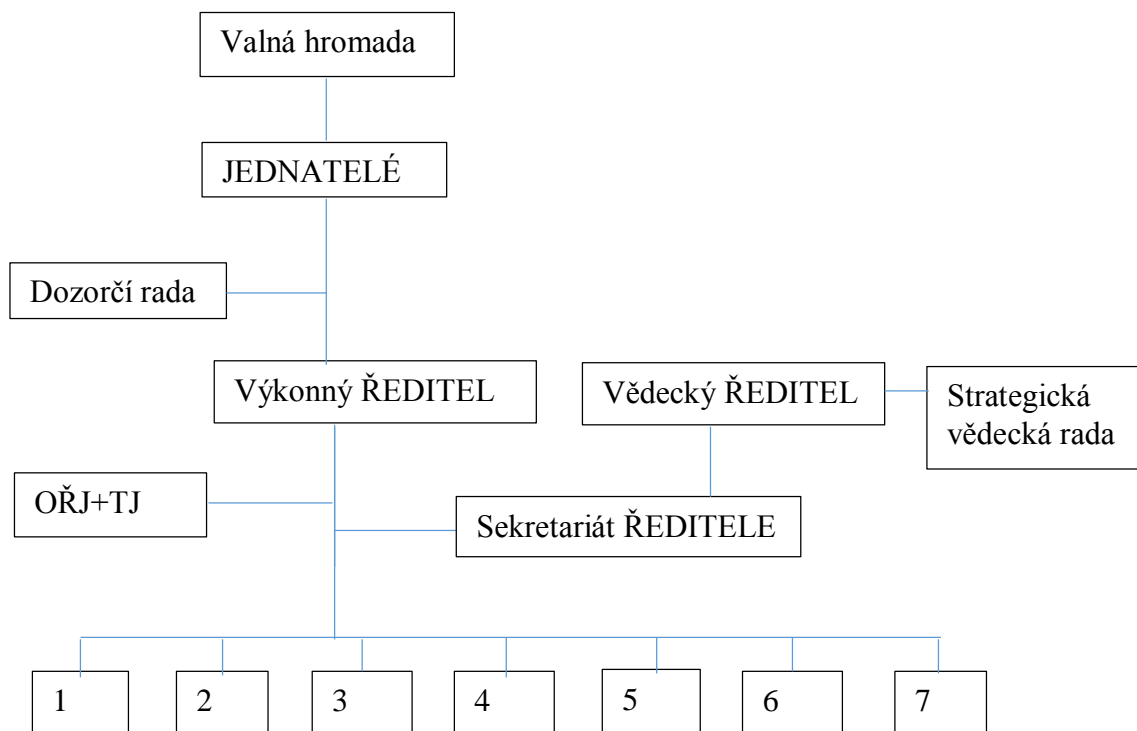 Valná hromada
JEDNATELÉ
Dozorčí rada
Výkonný ŘEDITEL
Vědecký ŘEDITEL
Strategická
vědecká rada
OŘJ+TJ
Sekretariát ŘEDITELE
1
2
3
4
5
6
7